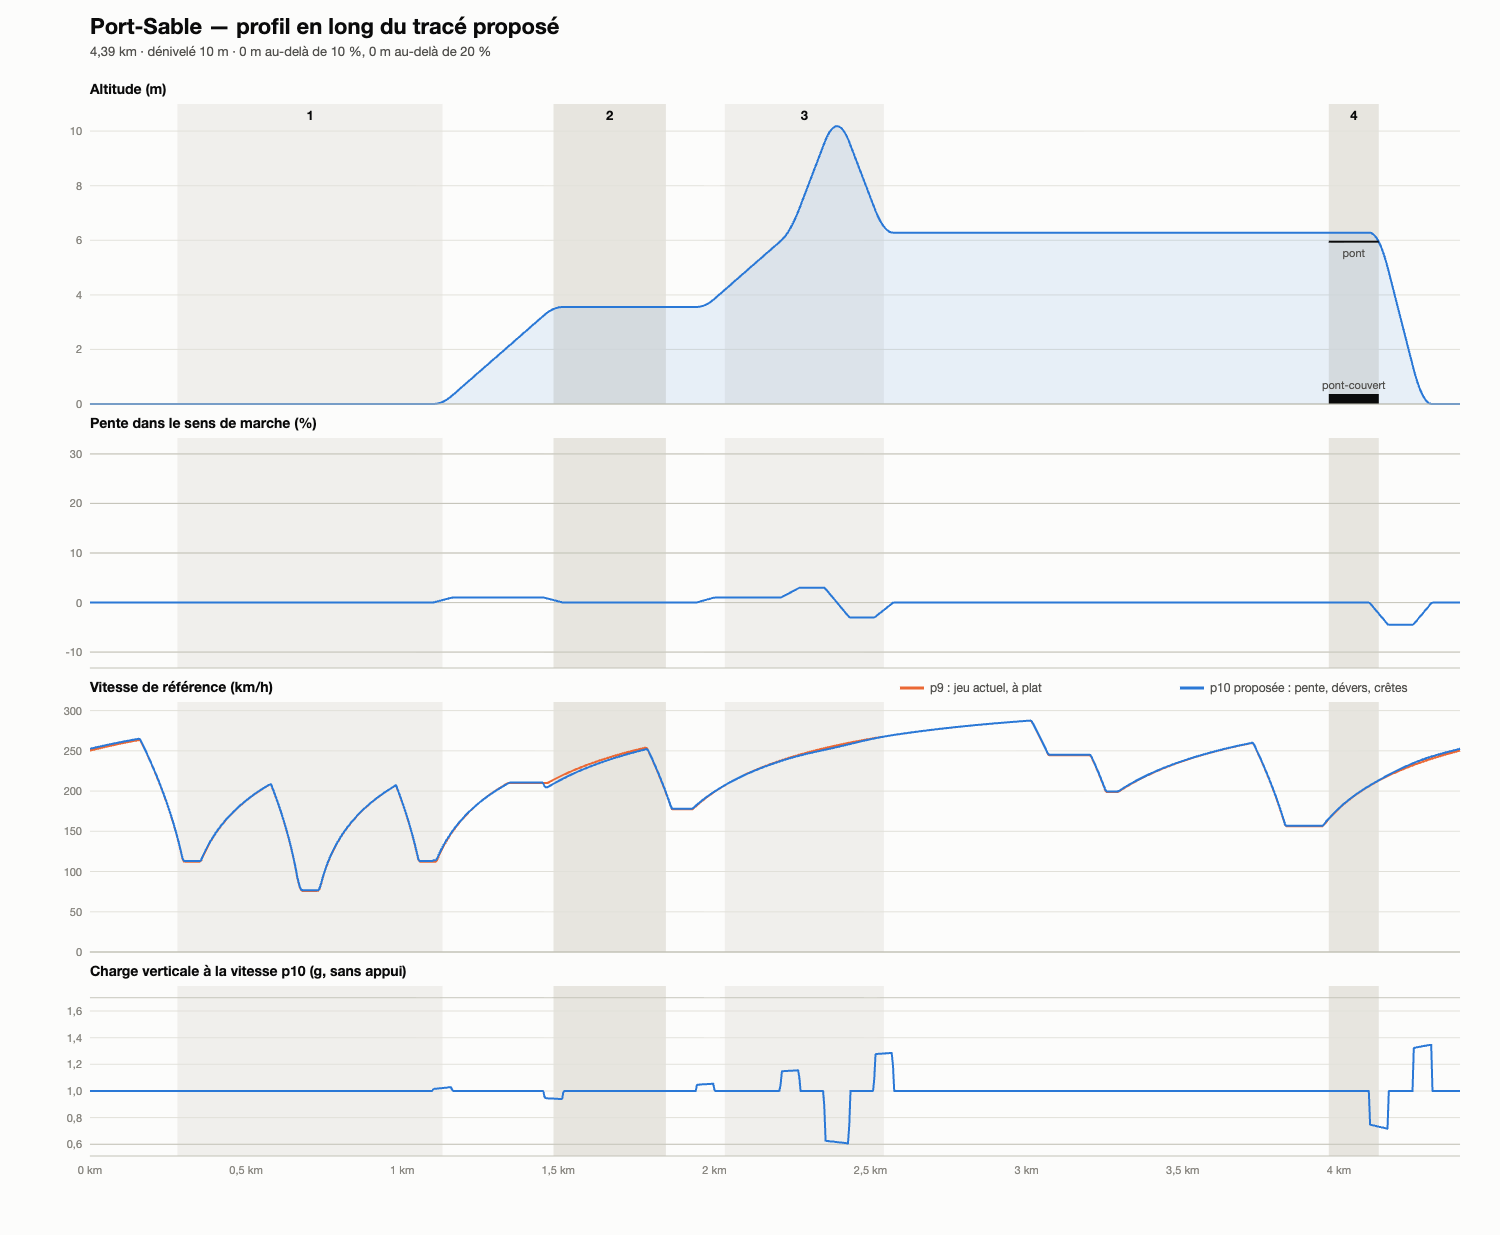 Port-Sable — profil en long du tracé proposé
4,39 km · dénivelé 10 m · 0 m au-delà de 10 %, 0 m au-delà de 20 %
Altitude (m)
1
2
3
4
10
8
6
4
2
0
pont
pont-couvert
Pente dans le sens de marche (%)
30
20
10
0
-10
Vitesse de référence (km/h)
p9 : jeu actuel, à plat
p10 proposée : pente, dévers, crêtes
300
250
200
150
100
50
0
Charge verticale à la vitesse p10 (g, sans appui)
1,6
1,4
1,2
1,0
0,8
0,6
0 km
0,5 km
1 km
1,5 km
2 km
2,5 km
3 km
3,5 km
4 km